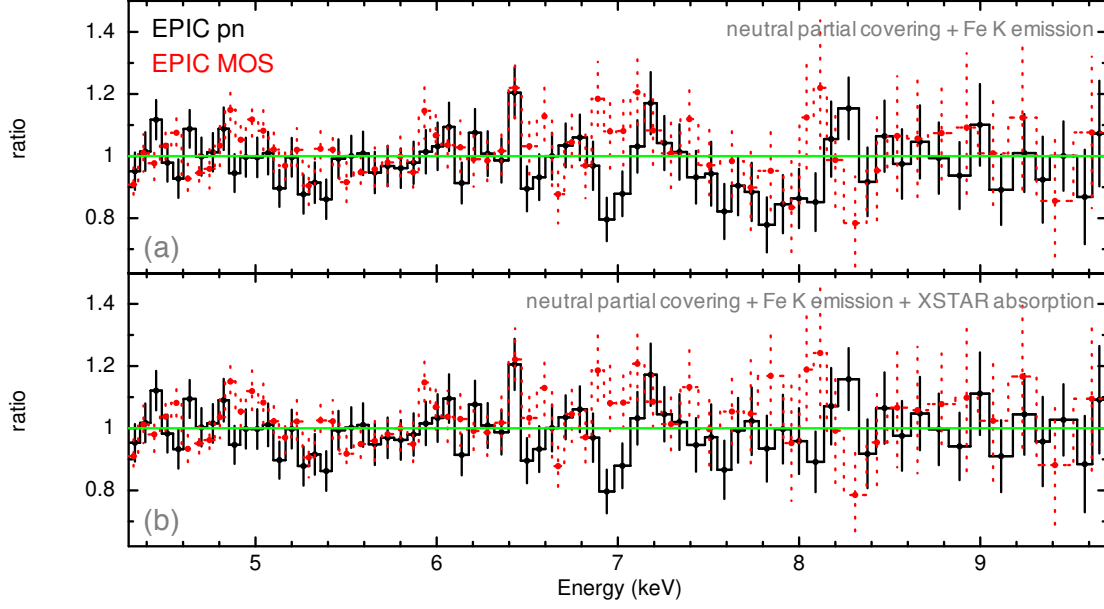 EPIC pn
EPIC MOS
neutral partial covering + Fe K emission
1.4
1.2
1
0.8
ratio
(a)
neutral partial covering + Fe K emission + XSTAR absorption
1.4
1.2
1
0.8
ratio
(b)
5
6
7
8
9
Energy (keV)